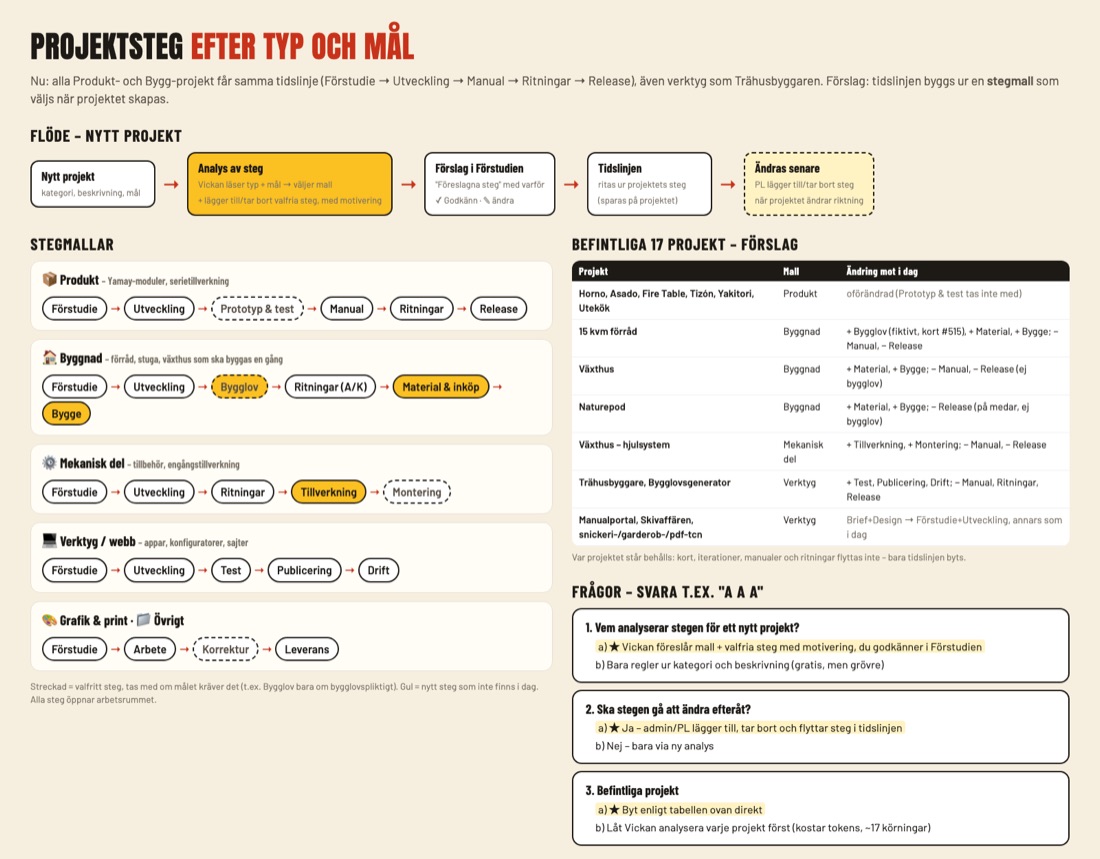 PROJEKTSTEG EFTER TYP OCH MÅL
Nu: alla Produkt- och Bygg-projekt får samma tidslinje (Förstudie → Utveckling → Manual → Ritningar → Release), även verktyg som Trähusbyggaren. Förslag: tidslinjen byggs ur en stegmall som
väljs när projektet skapas.
FLÖDE – NYTT PROJEKT
Nytt projekt
kategori, beskrivning, mål
→
Analys av steg
Vickan läser typ + mål → väljer mall
+ lägger till/tar bort valfria steg, med motivering
→
Förslag i Förstudien
"Föreslagna steg" med varför
✓ Godkänn · ✎ ändra
→
Tidslinjen
ritas ur projektets steg
(sparas på projektet)
→
Ändras senare
PL lägger till/tar bort steg
när projektet ändrar riktning
STEGMALLAR
📦 Produkt – Yamay-moduler, serietillverkning
Förstudie → Utveckling → Prototyp & test → Manual → Ritningar → Release
🏠 Byggnad – förråd, stuga, växthus som ska byggas en gång
Förstudie → Utveckling → Bygglov → Ritningar (A/K) → Material & inköp →
Bygge
⚙️ Mekanisk del – tillbehör, engångstillverkning
Förstudie → Utveckling → Ritningar → Tillverkning → Montering
💻 Verktyg / webb – appar, konfiguratorer, sajter
Förstudie → Utveckling → Test → Publicering → Drift
🎨 Grafik & print · 📁 Övrigt
Förstudie → Arbete → Korrektur → Leverans
Streckad = valfritt steg, tas med om målet kräver det (t.ex. Bygglov bara om bygglovspliktigt). Gul = nytt steg som inte finns i dag.
Alla steg öppnar arbetsrummet.
BEFINTLIGA 17 PROJEKT – FÖRSLAG
Projekt Mall Ändring mot i dag
Horno, Asado, Fire Table, Tizón, Yakitori, Produkt oförändrad (Prototyp & test tas inte med)
Utekök
15 kvm förråd Byggnad + Bygglov (fiktivt, kort #515), + Material, + Bygge; –
Manual, – Release
Växthus Byggnad + Material, + Bygge; – Manual, – Release (ej
bygglov)
Naturepod Byggnad + Material, + Bygge; – Release (på medar, ej
bygglov)
Växthus – hjulsystem Mekanisk + Tillverkning, + Montering; – Manual, – Release
del
Trähusbyggare, Bygglovsgenerator Verktyg + Test, Publicering, Drift; – Manual, Ritningar,
Release
Manualportal, Skivaffären, Verktyg Brief+Design → Förstudie+Utveckling, annars som
snickeri-/garderob-/pdf-tcn i dag
Var projektet står behålls: kort, iterationer, manualer och ritningar flyttas inte – bara tidslinjen byts.
FRÅGOR – SVARA T.EX. "A A A"
1. Vem analyserar stegen för ett nytt projekt?
a) ★ Vickan föreslår mall + valfria steg med motivering, du godkänner i Förstudien
b) Bara regler ur kategori och beskrivning (gratis, men grövre)
2. Ska stegen gå att ändra efteråt?
a) ★ Ja – admin/PL lägger till, tar bort och flyttar steg i tidslinjen
b) Nej – bara via ny analys
3. Befintliga projekt
a) ★ Byt enligt tabellen ovan direkt
b) Låt Vickan analysera varje projekt först (kostar tokens, ~17 körningar)